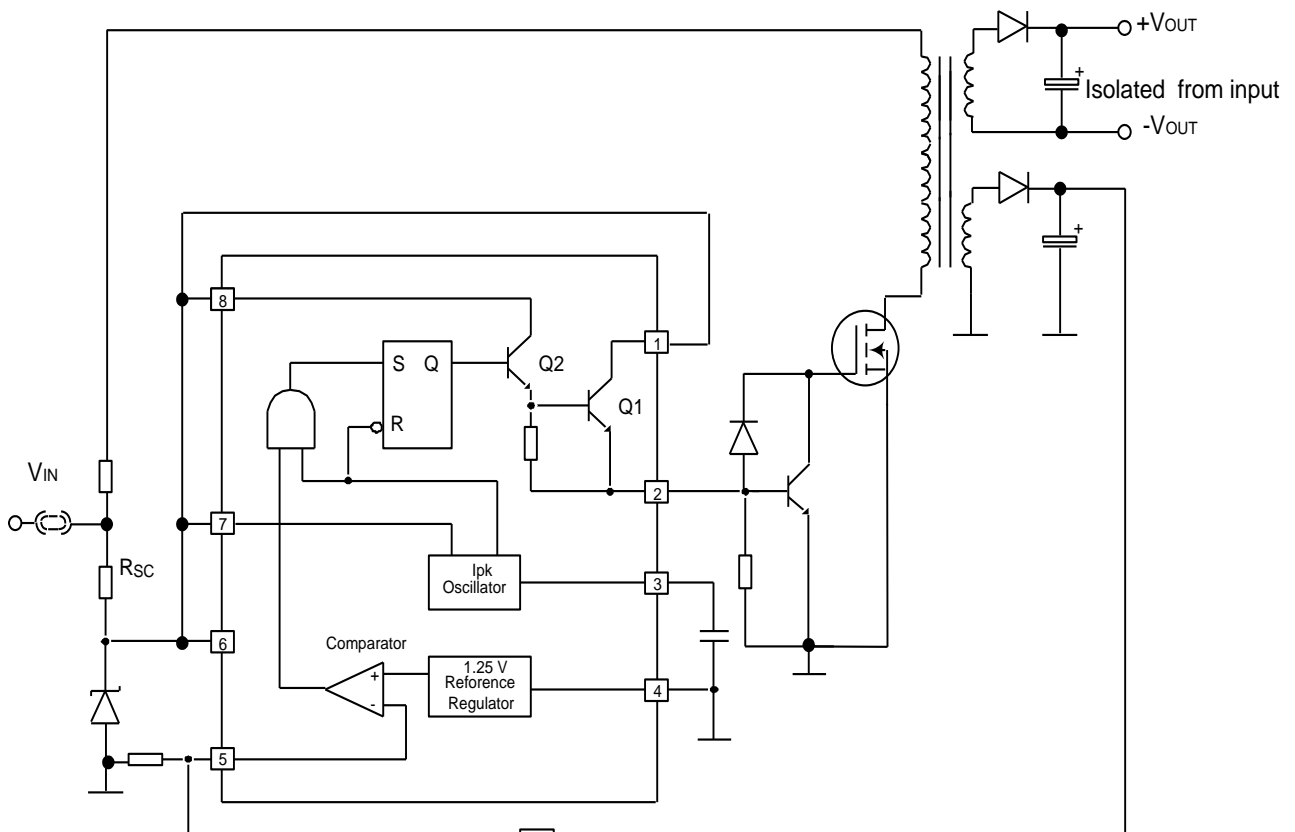 +VOUT
Isolated from input
-VOUT
8
1
S Q
Q2
R
Q1
VIN
2
7
RSC
Ipk
Oscillator
3
6
Comparator
+
-
1.25 V
Reforence
Regulator
4
5
+
+